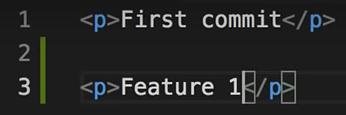 1 <p>First commit</p>
2
3 <p>Feature 1</p>